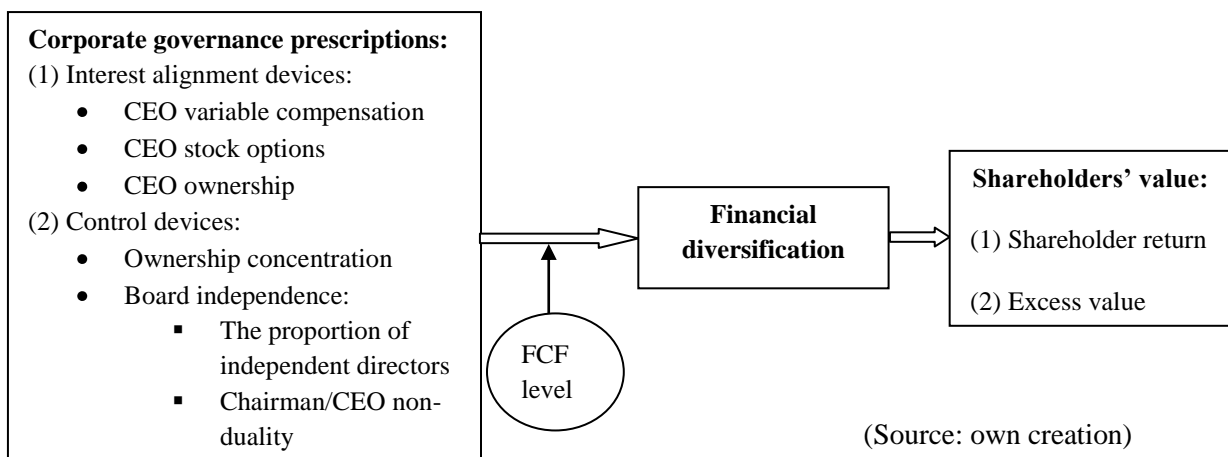 Corporate governance prescriptions:
(1) Interest alignment devices:
• CEO variable compensation
• CEO stock options
• CEO ownership
(2) Control devices:
• Ownership concentration
• Board independence:
▪ The proportion of
independent directors
▪ Chairman/CEO non-
duality
FCF
level
Financial
diversification
Shareholders’ value:
(1) Shareholder return
(2) Excess value
(Source: own creation)